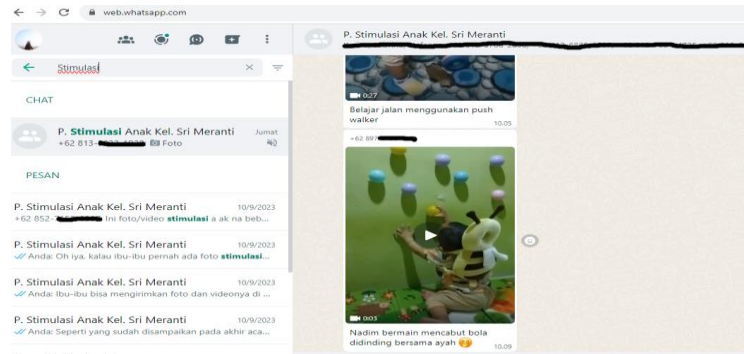 web.whatsapp.com
Stimulasi
CHAT
P. Stimulasi Anak Kel. Sri Meranti Jumat
+62 813- Foto
PESAN
P. Stimulasi Anak Kel. Sri Meranti 10/9/2023
+62 852- Ini foto/video stimulasi a ak na beb...
P. Stimulasi Anak Kel. Sri Meranti 10/9/2023
Anda: Oh iya, kalau ibu-ibu pernah ada foto stimulasi...
P. Stimulasi Anak Kel. Sri Meranti 10/9/2023
Anda: Ibu-ibu bisa mengirimkan foto dan videonya di ...
P. Stimulasi Anak Kel. Sri Meranti 10/9/2023
Anda: Seperti yang sudah disampaikan pada akhir aca...
P. Stimulasi Anak Kel. Sri Meranti
0:27
Belajar jalan menggunakan push
walker
10.05
+62 897
0:03
Nadim bermain mencabut bola
didinding bersama ayah 🤭
10.09